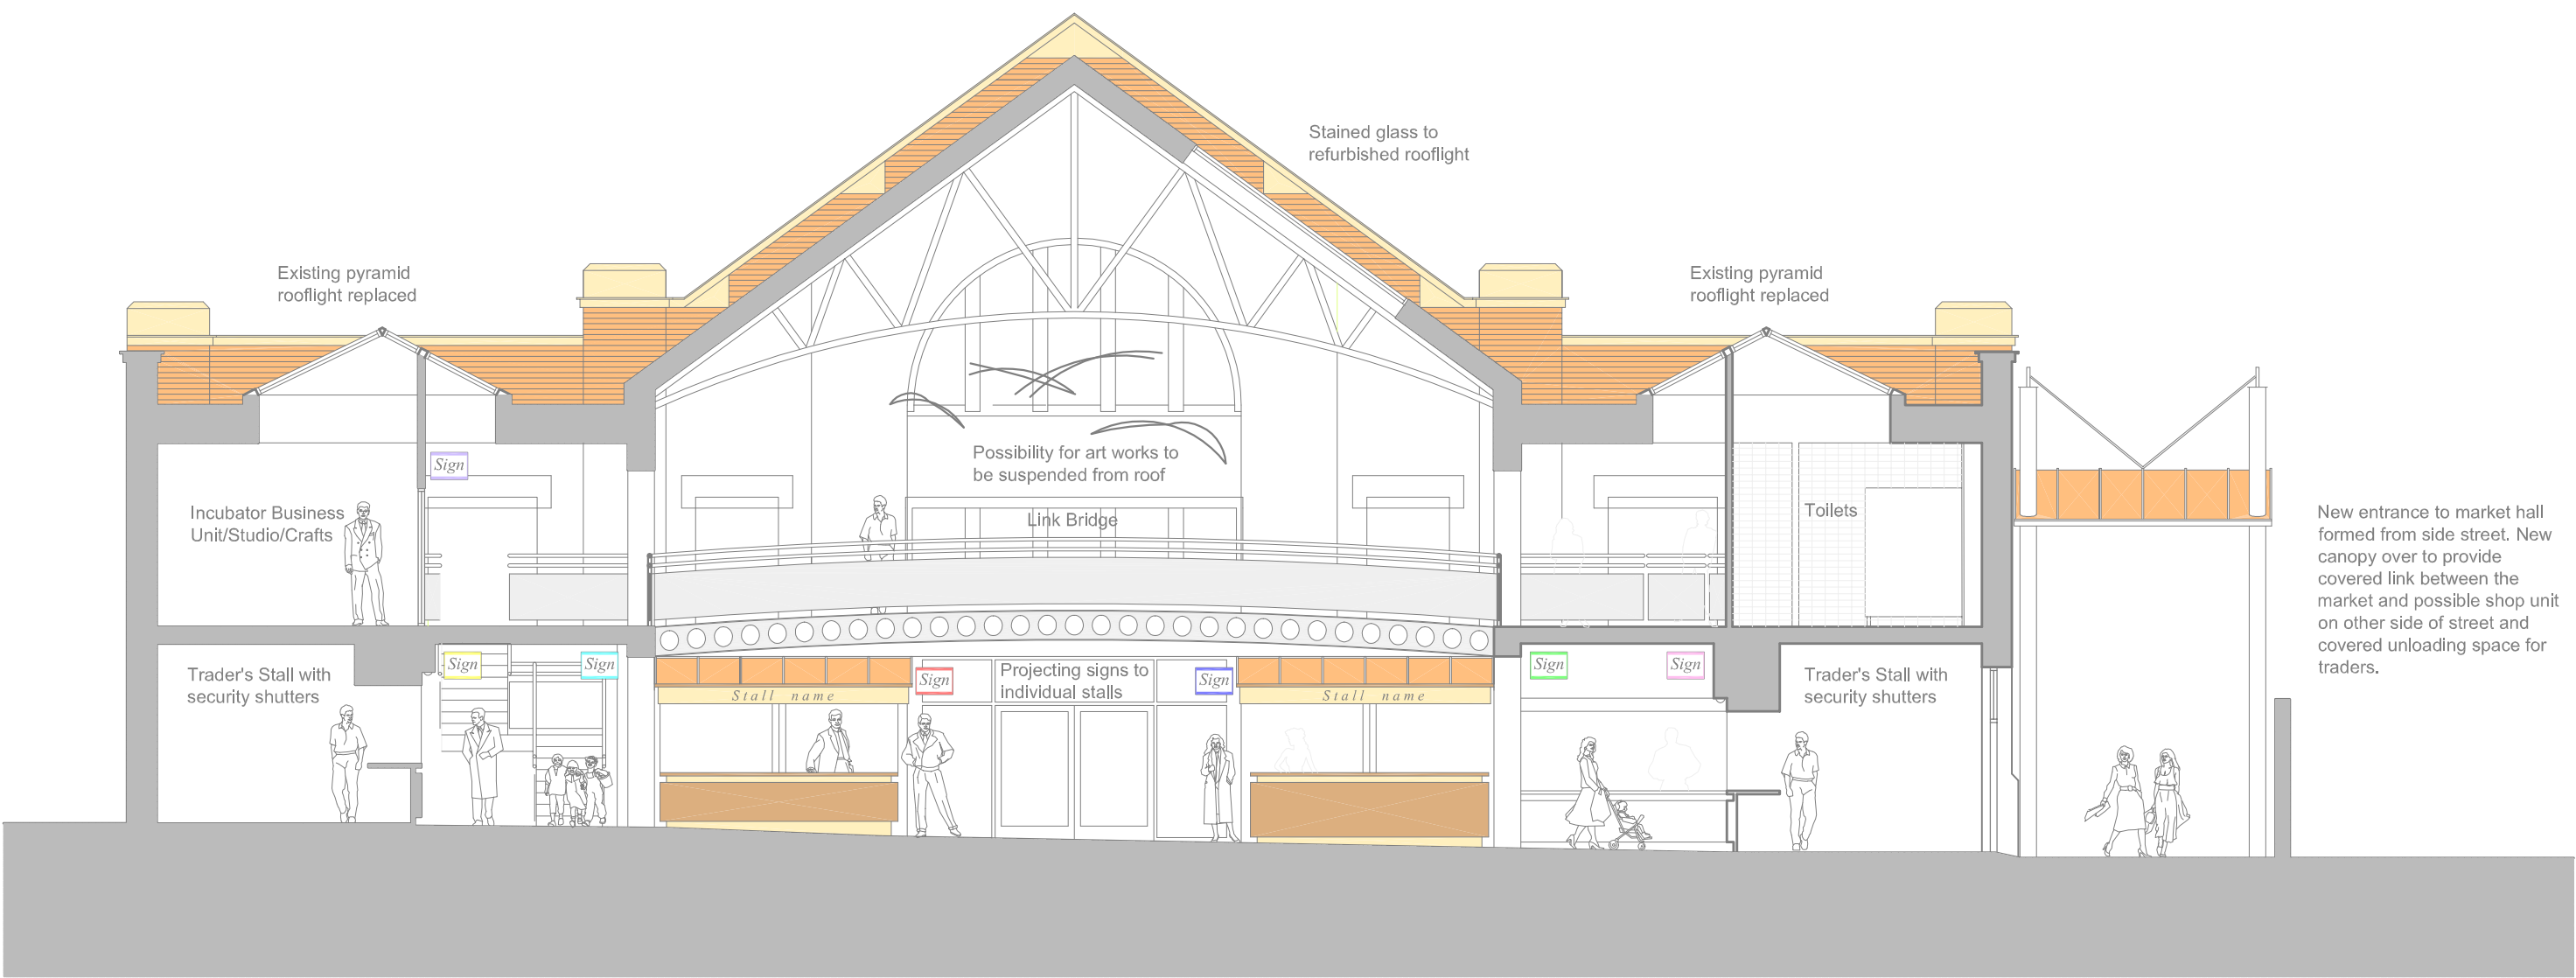 Stained glass to
refurbished rooflight
Existing pyramid
rooflight replaced
Existing pyramid
rooflight replaced
Possibility for art works to
be suspended from roof
Sign
Incubator Business
Unit/Studio/Crafts
Link Bridge
Toilets
New entrance to market hall
formed from side street. New
canopy over to provide
covered link between the
market and possible shop unit
on other side of street and
covered unloading space for
traders.
Trader's Stall with
security shutters
Sign
Sign
Stall name
Sign
Projecting signs to
individual stalls
Sign
Stall name
Sign
Sign
Trader's Stall with
security shutters